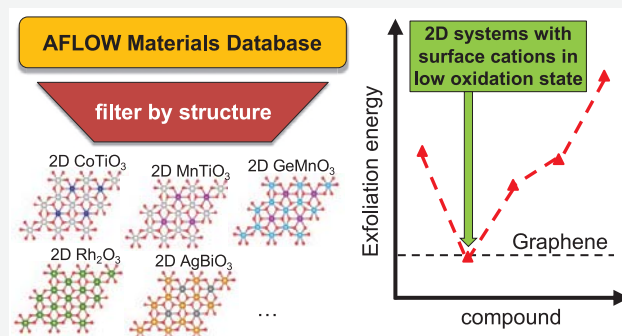 AFLOW Materials Database
filter by structure
2D CoTiO₃
2D MnTiO₃
2D GeMnO₃
2D Rh₂O₃
2D AgBiO₃
...
2D systems with
surface cations in
low oxidation state
Exfoliation energy
Graphene
compound